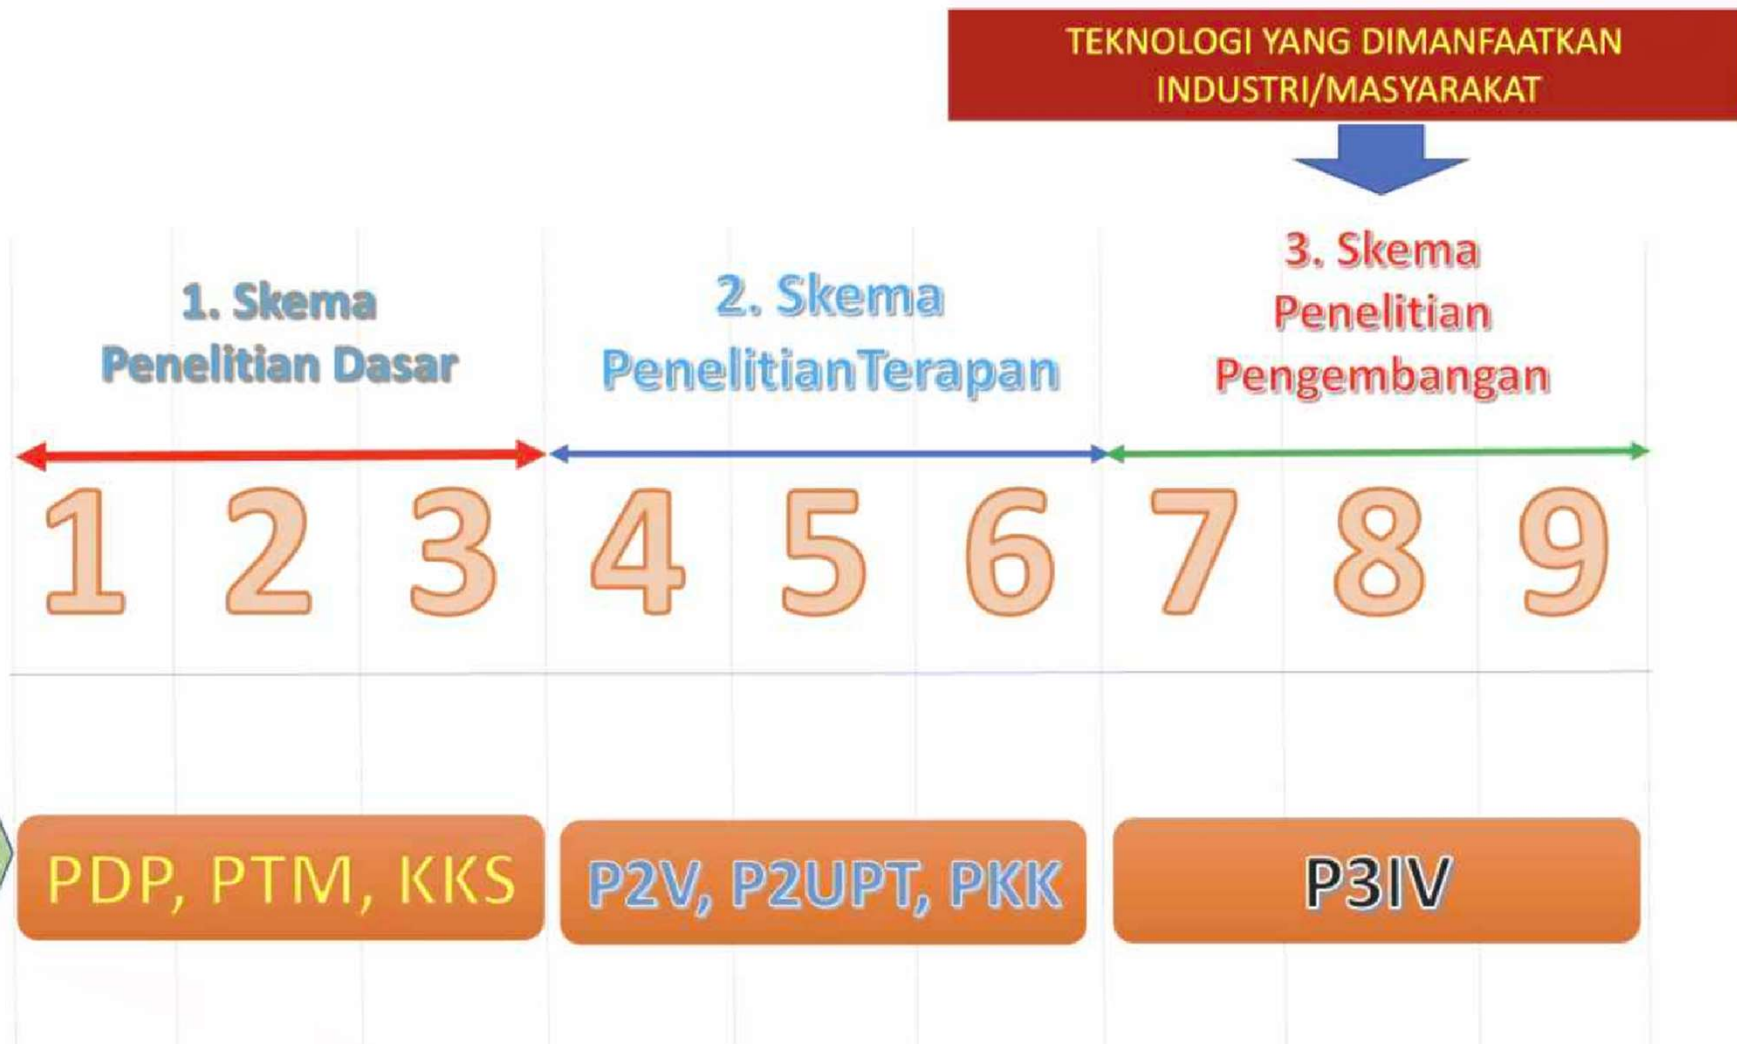 TEKNOLOGI YANG DIMANFAATKAN
INDUSTRI/MASYARAKAT
1. Skema
Penelitian Dasar
2. Skema
PenelitianTerapan
3. Skema
Penelitian
Pengembangan
1 2 3 4 5 6 7 8 9
PDP, PTM, KKS
P2V, P2UPT, PKK
P3IV